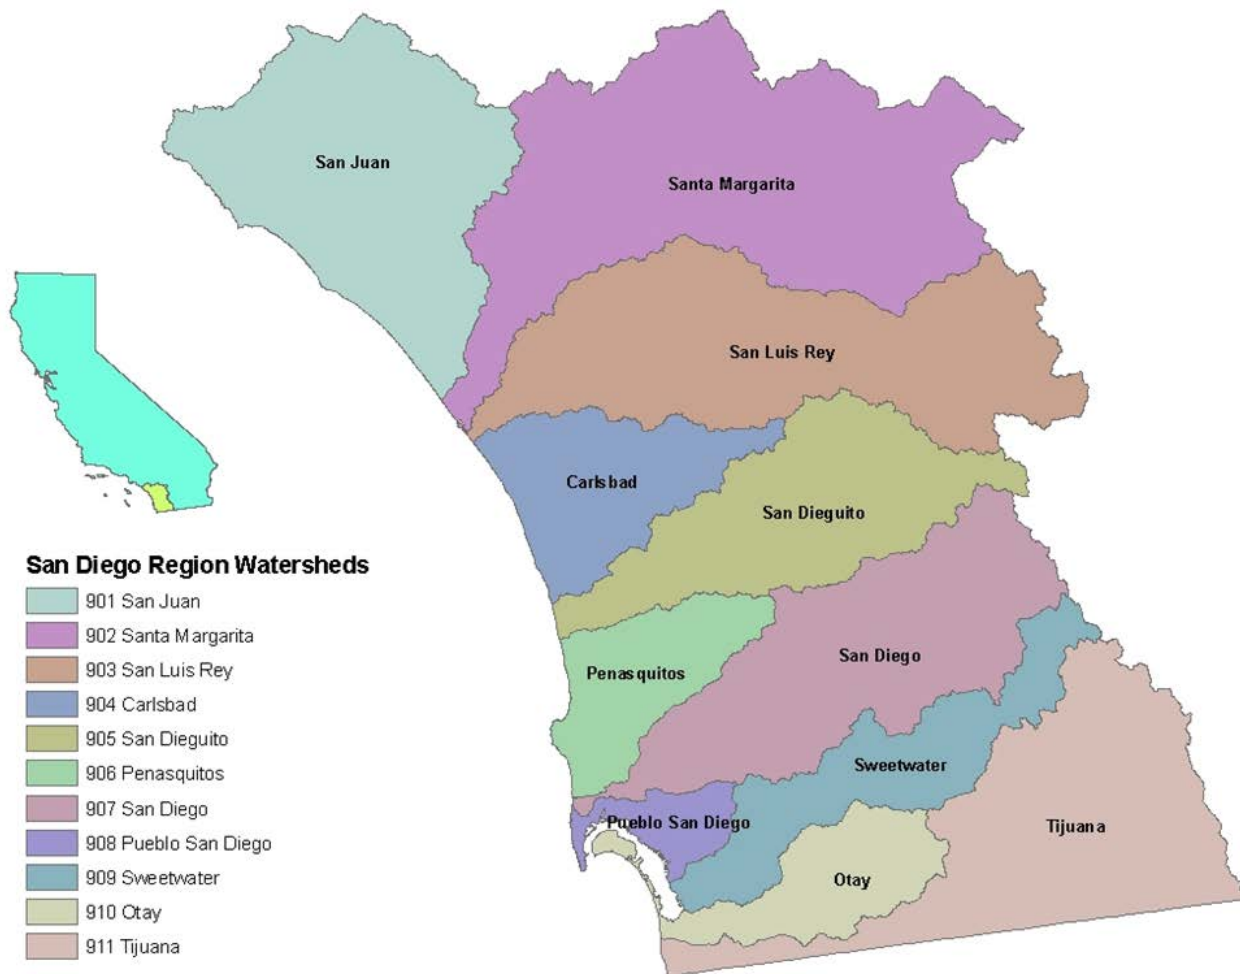 San Juan
Santa Margarita
San Luis Rey
Carlsbad
San Dieguito
Penasquitos
San Diego
Sweetwater
Pueblo San Diego
Tijuana
Otay
San Diego Region Watersheds
901 San Juan
902 Santa Margarita
903 San Luis Rey
904 Carlsbad
905 San Dieguito
906 Penasquitos
907 San Diego
908 Pueblo San Diego
909 Sweetwater
910 Otay
911 Tijuana